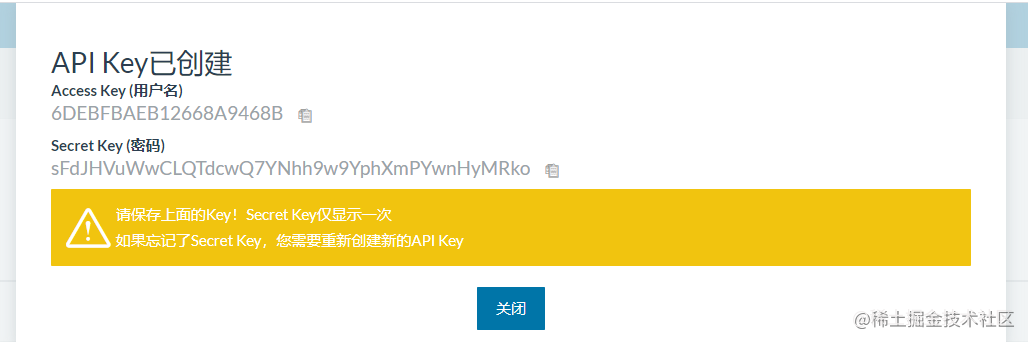 API Key已创建
Access Key (用户名)
6DEBFBAEB12668A9468B
Secret Key (密码)
sFdJHVuWwCLQTdcwQ7YNhh9w9YphXmPYwnHyMRko
请保存上面的Key！Secret Key仅显示一次
如果忘记了Secret Key，您需要重新创建新的API Key
关闭
@稀土掘金技术社区